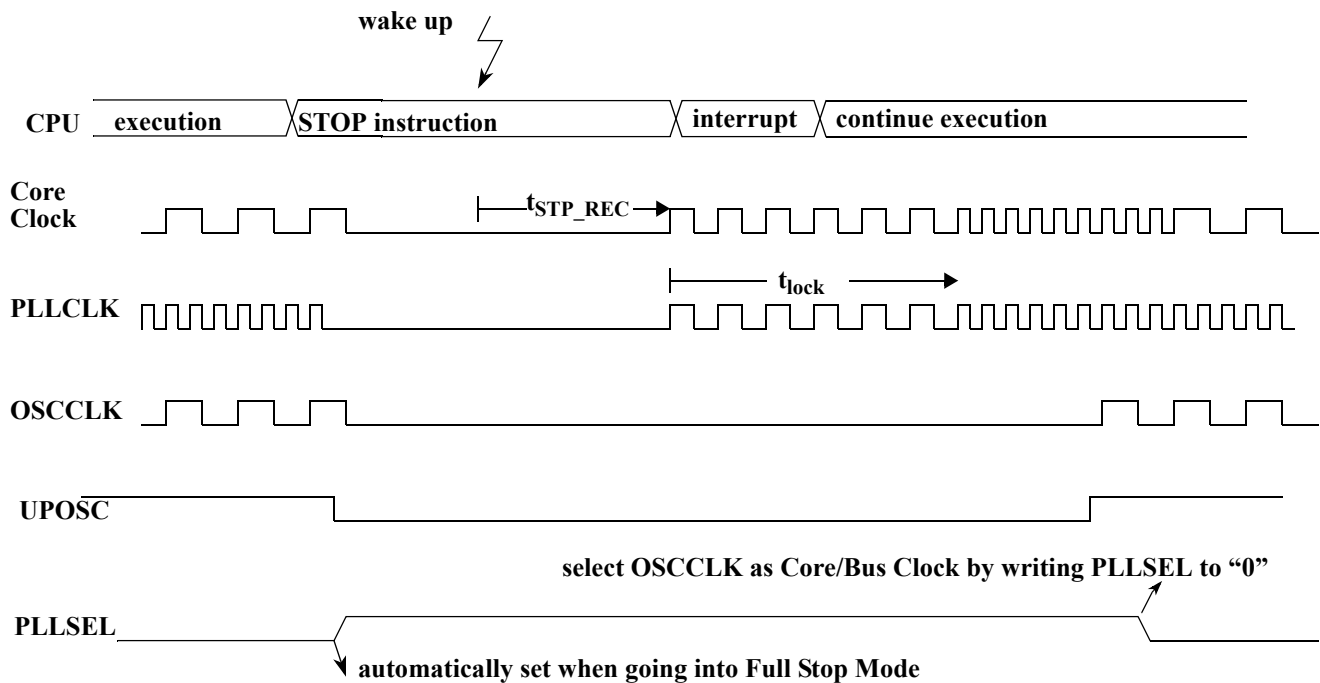 wake up
CPU
execution
STOP instruction
interrupt
continue execution
Core
Clock
tSTP_REC
tlock
PLLCLK
OSCCLK
UPOSC
select OSCCLK as Core/Bus Clock by writing PLLSEL to “0”
PLLSEL
automatically set when going into Full Stop Mode